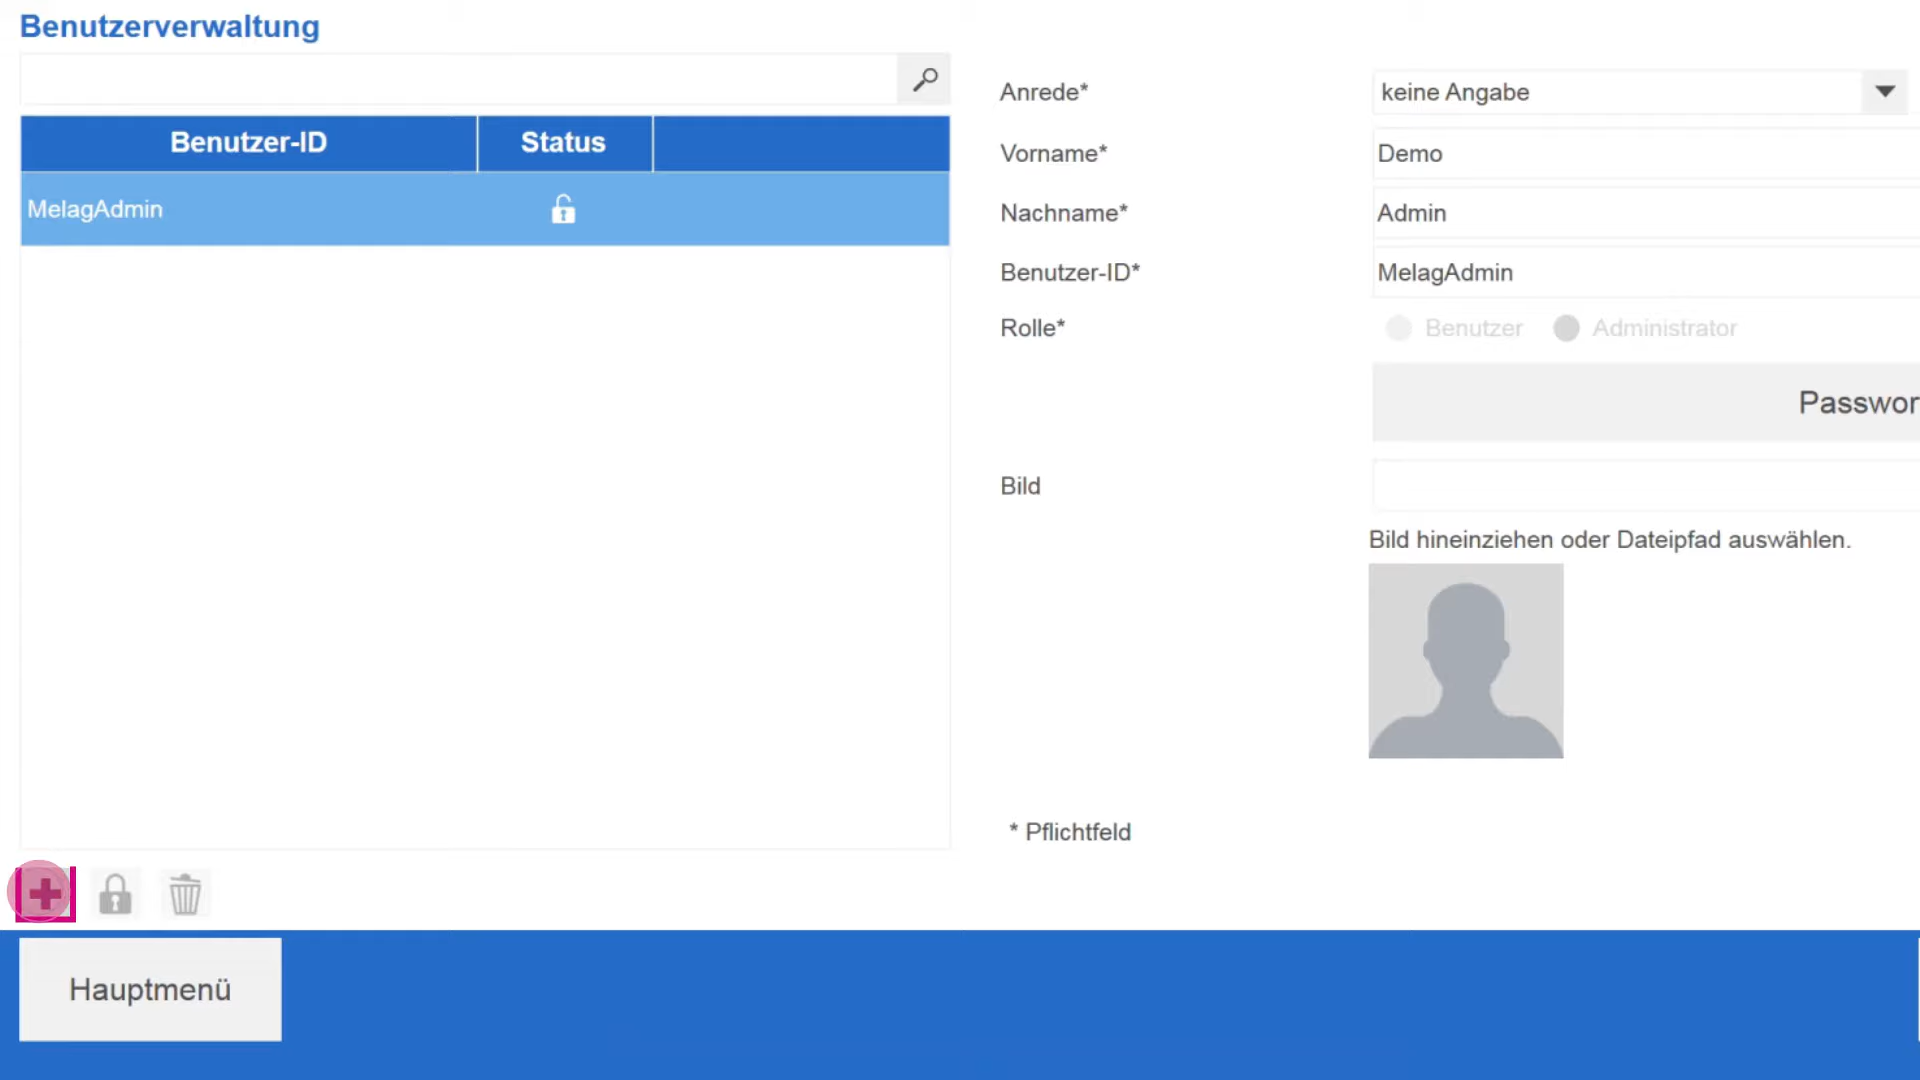 Benutzerverwaltung
Benutzer-ID Status
MelagAdmin
Anrede* keine Angabe
Vorname* Demo
Nachname* Admin
Benutzer-ID* MelagAdmin
Rolle* Benutzer Administrator
Passwor
Bild
Bild hineinziehen oder Dateipfad auswählen.
* Pflichtfeld
Hauptmenü